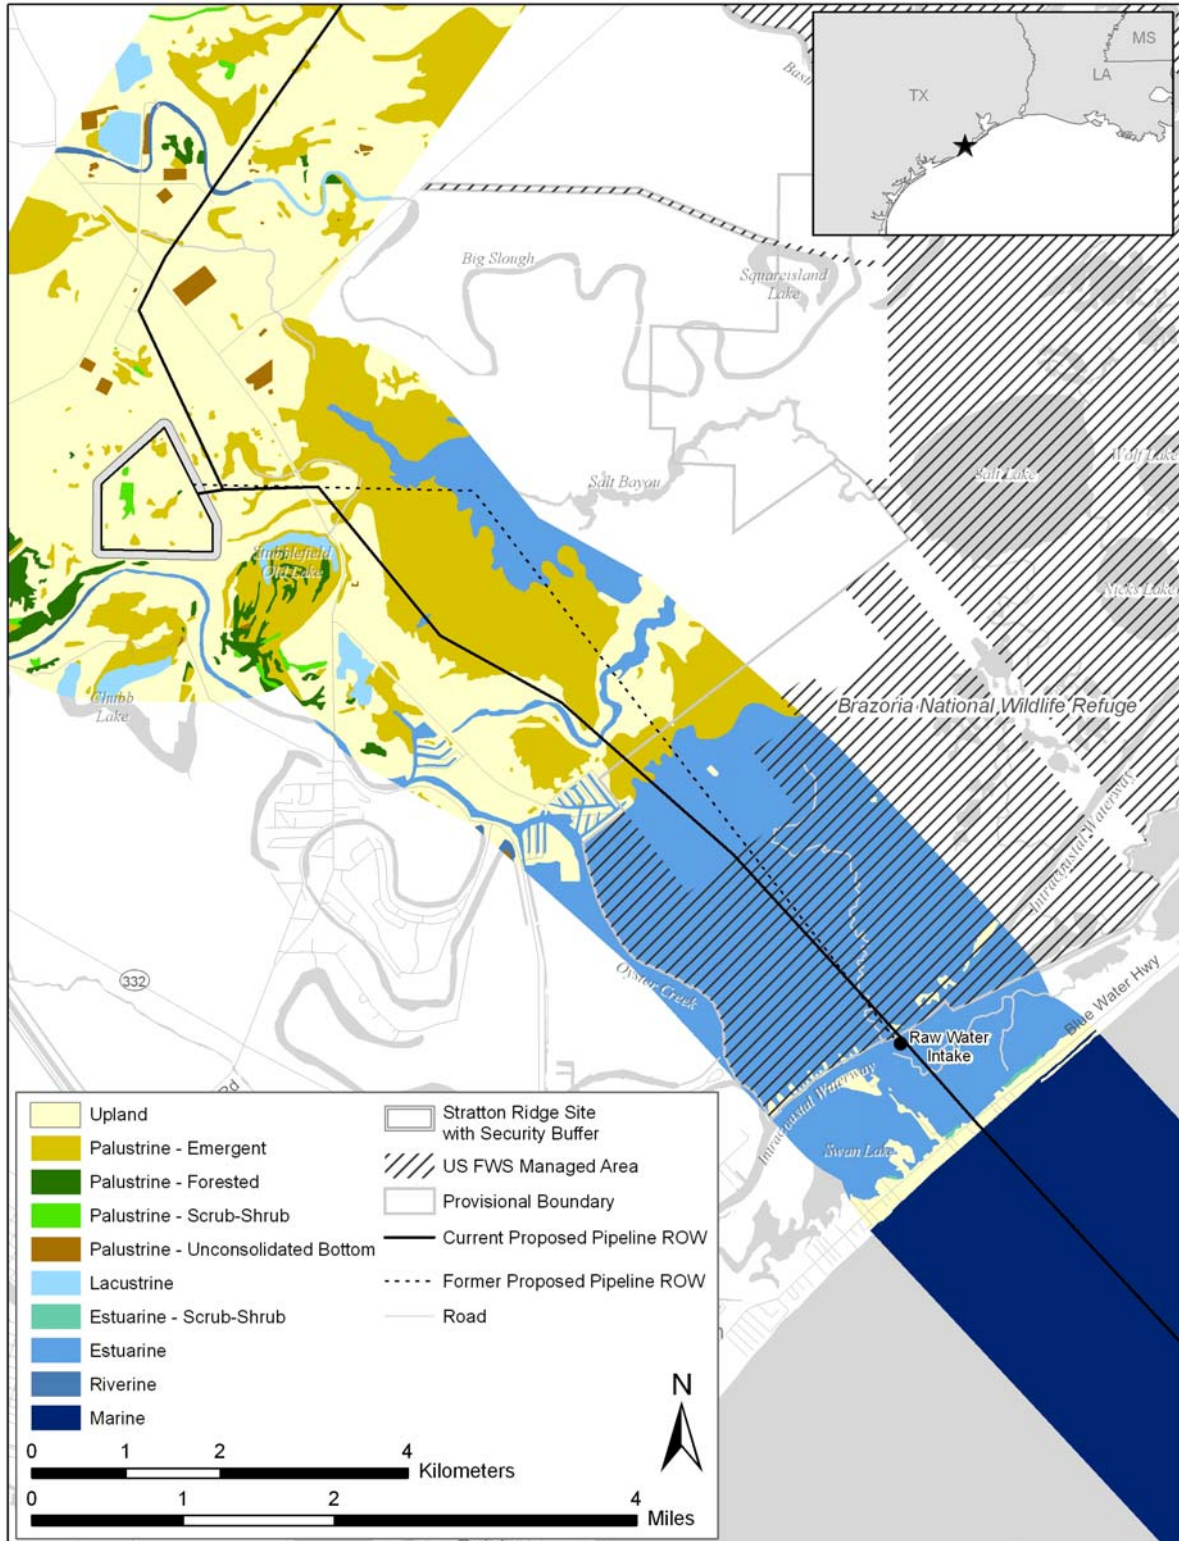 MS
LA
TX
Big Slough
Squareisland
Lake
Salt Bayou
Salt Lake
Wolf Lake
Nicks Lake
Stubblefield
Old Lake
Chubb
Lake
Brazoria National Wildlife Refuge
Intracoastal Waterway
332
Oyster Creek
Blue Water Hwy
Raw Water
Intake
Intracoastal Waterway
Swan Lake
Rd
Upland
Palustrine - Emergent
Palustrine - Forested
Palustrine - Scrub-Shrub
Palustrine - Unconsolidated Bottom
Lacustrine
Estuarine - Scrub-Shrub
Estuarine
Riverine
Marine
Stratton Ridge Site
with Security Buffer
US FWS Managed Area
Provisional Boundary
Current Proposed Pipeline ROW
Former Proposed Pipeline ROW
Road
N
0 1 2 4
Kilometers
0 1 2 4
Miles